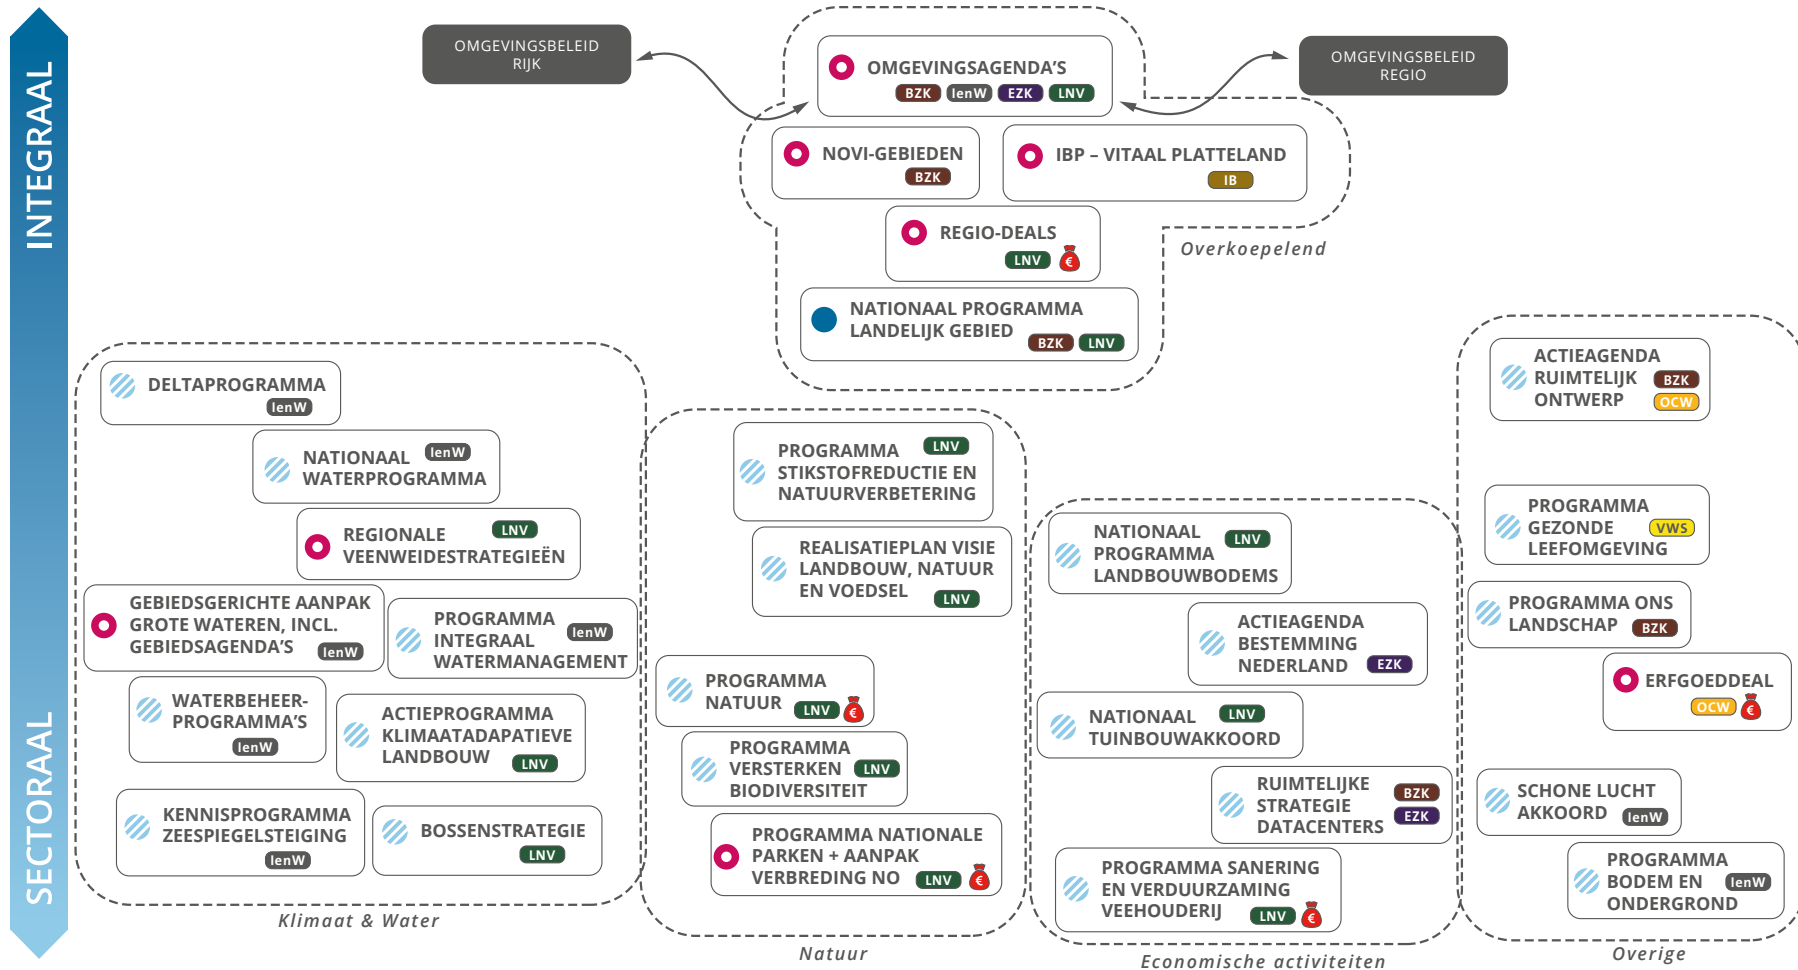 INTEGRAAL
SECTORAAL
OMGEVINGSBELEID
RIJK
OMGEVINGSBELEID
REGIO
OMGEVINGSAGENDA'S
BZK IenW EZK LNV
NOVI-GEBIEDEN
BZK
IBP – VITAAL PLATTELAND
IB
REGIO-DEALS
LNV €
Overkoepelend
NATIONAAL PROGRAMMA
LANDELIJK GEBIED
BZK LNV
DELTAPROGRAMMA
IenW
NATIONAAL IenW
WATERPROGRAMMA
REGIONALE LNV
VEENWEIDESTRATEGIEËN
GEBIEDSGERICHTE AANPAK
GROTE WATEREN, INCL.
GEBIEDSAGENDA'S IenW
PROGRAMMA
INTEGRAAL IenW
WATERMANAGEMENT
WATERBEHEER-
PROGRAMMA'S
IenW
ACTIEPROGRAMMA
KLIMAATADAPATIEVE
LANDBOUW LNV
KENNISPROGRAMMA
ZEESPIEGELSTEIGING
IenW
BOSSENSTRATEGIE
LNV
Klimaat & Water
PROGRAMMA LNV
STIKSTOFREDUCTIE EN
NATUURVERBETERING
REALISATIEPLAN VISIE
LANDBOUW, NATUUR
EN VOEDSEL LNV
PROGRAMMA
NATUUR LNV €
PROGRAMMA
VERSTERKEN LNV
BIODIVERSITEIT
PROGRAMMA NATIONALE
PARKEN + AANPAK
VERBREDING NO LNV €
Natuur
NATIONAAL LNV
PROGRAMMA
LANDBOUWBODEMS
ACTIEAGENDA
BESTEMMING
NEDERLAND EZK
NATIONAAL LNV
TUINBOUWAKKOORD
RUIMTELIJKE BZK
STRATEGIE
DATACENTERS EZK
PROGRAMMA SANERING
EN VERDUURZAMING
VEEHOUDERIJ LNV €
Economische activiteiten
ACTIEAGENDA
RUIMTELIJK BZK
ONTWERP OCW
PROGRAMMA
GEZONDE VWS
LEEFOMGEVING
PROGRAMMA ONS
LANDSCHAP BZK
ERFGOEDDEAL
OCW €
SCHONE LUCHT
AKKOORD IenW
PROGRAMMA
BODEM EN IenW
ONDERGROND
Overige